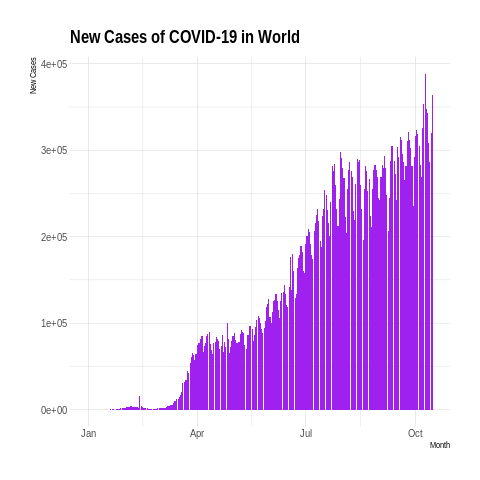 New Cases of COVID-19 in World
New Cases
4e+05
3e+05
2e+05
1e+05
0e+00
Jan Apr Jul Oct
Month